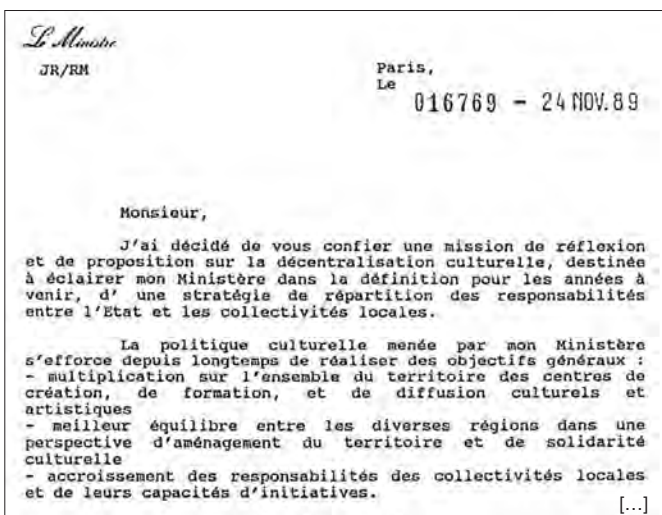 Le Ministre
JR/RM
Paris,
Le
016769 - 24 NOV. 89
Monsieur,
J'ai décidé de vous confier une mission de réflexion
et de proposition sur la décentralisation culturelle, destinée
à éclairer mon Ministère dans la définition pour les années à
venir, d' une stratégie de répartition des responsabilités
entre l'Etat et les collectivités locales.
La politique culturelle menée par mon Ministère
s'efforce depuis longtemps de réaliser des objectifs généraux :
- multiplication sur l'ensemble du territoire des centres de
création, de formation, et de diffusion culturels et
artistiques
- meilleur équilibre entre les diverses régions dans une
perspective d'aménagement du territoire et de solidarité
culturelle
- accroissement des responsabilités des collectivités locales
et de leurs capacités d'initiatives.
[...]